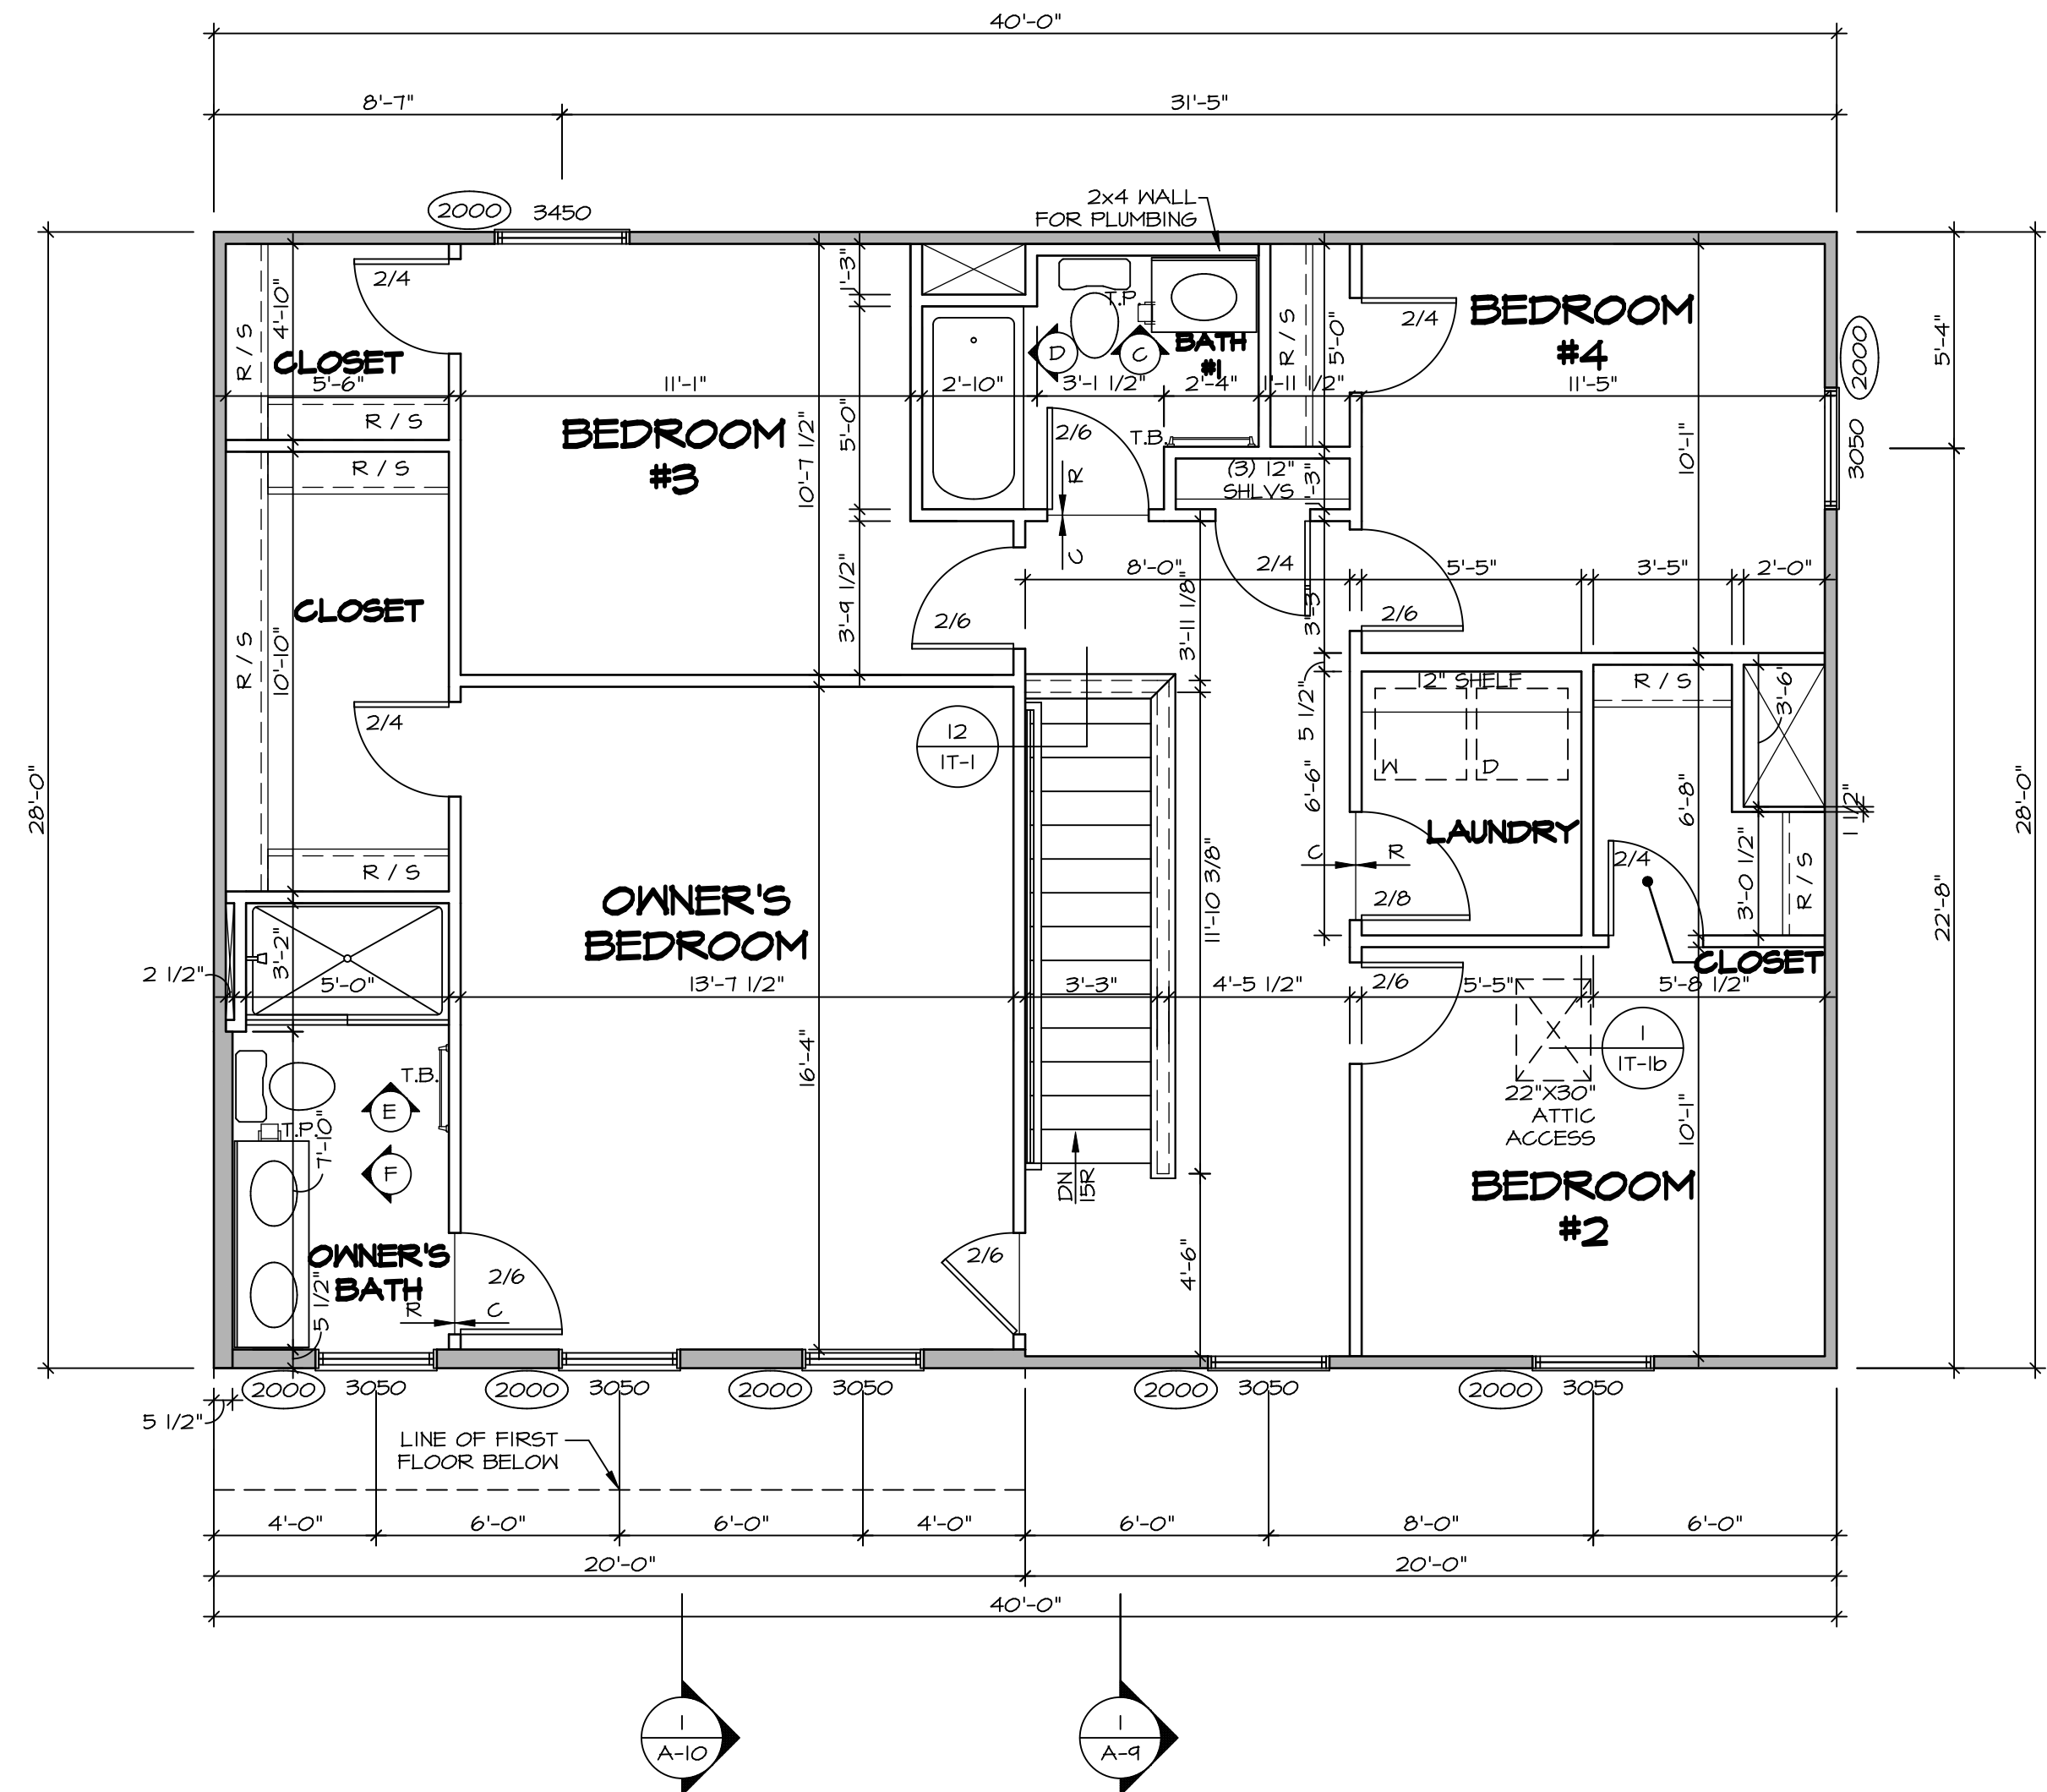 40'-0"
8'-7"
31'-5"
2x4 WALL
FOR PLUMBING
2000
3450
2/4
4'-10"
R / S
CLOSET
5'-6"
R / S
11'-1"
BEDROOM
#3
10'-7 1/2"
1'-3"
5'-0"
3'-9 1/2"
2'-10"
T.P.
D
C
BATH
#1
3'-1 1/2"
2'-4"
1'-11 1/2"
R / S
5'-0"
2/4
BEDROOM
#4
11'-5"
10'-1"
2000
3050
5'-4"
2/6
T.B.
R
C
(3) 12"
SHLVS
1'-3"
2/4
3'-3"
8'-0"
3'-11 1/8"
2/6
5'-5"
3'-5"
2'-0"
2/6
R / S
CLOSET
R / S
10'-10"
2/4
R / S
28'-0"
12
IT-1
5 1/2"
6'-6"
12" SHELF
W
D
LAUNDRY
C
R
2/8
R / S
3'-6"
6'-8"
1 1/2"
3'-0 1/2"
R / S
2/4
CLOSET
28'-0"
22'-8"
OWNER'S
BEDROOM
13'-7 1/2"
16'-4"
11'-10 3/8"
3'-3"
4'-5 1/2"
2 1/2"
3'-2"
5'-0"
2/6
5'-5"
5'-8 1/2"
1
IT-1b
22"X30"
ATTIC
ACCESS
10'-1"
BEDROOM
#2
T.B.
E
T.P.
7'-10"
F
OWNER'S
BATH
5 1/2"
R
C
2/6
2/6
DN
15R
4'-6"
2000
3050
2000
3050
2000
3050
2000
3050
2000
3050
5 1/2"
LINE OF FIRST
FLOOR BELOW
4'-0"
6'-0"
6'-0"
4'-0"
6'-0"
8'-0"
6'-0"
20'-0"
20'-0"
40'-0"
1
A-10
1
A-9